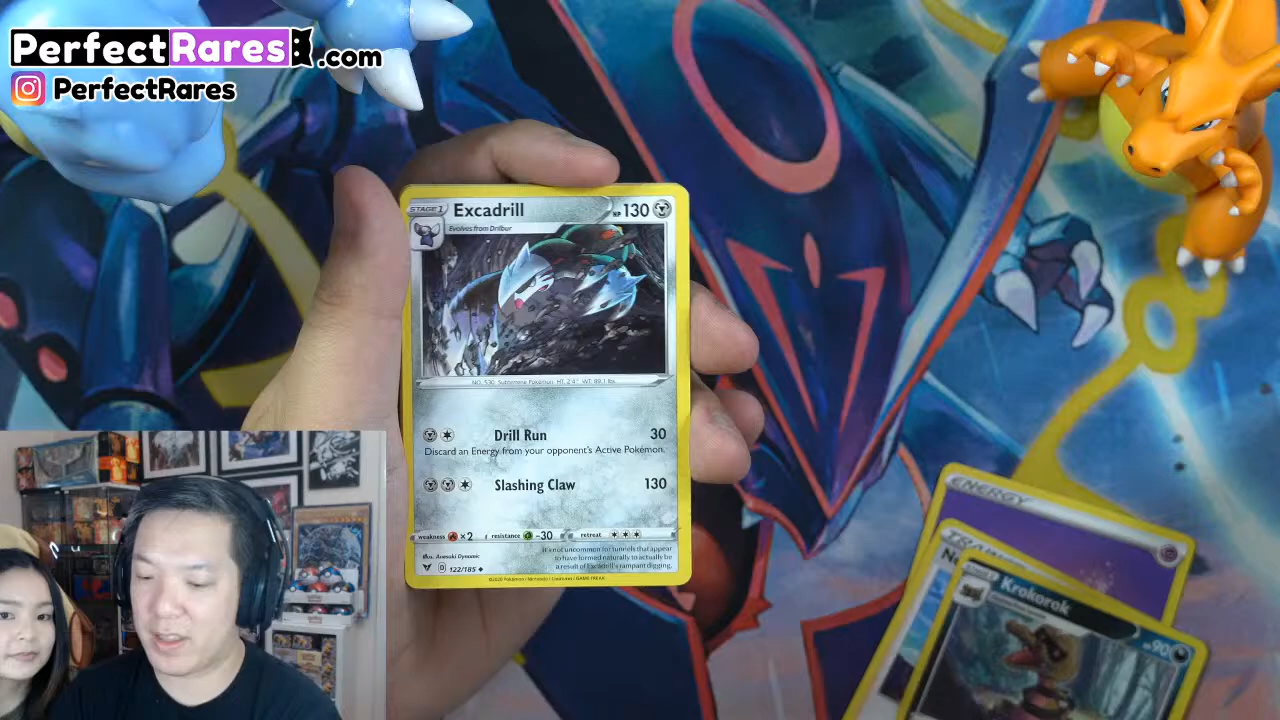 PerfectRares.com
PerfectRares
STAGE 1 Excadrill HP 130
Evolves from Drilbur
NO. 530 Subterrene Pokémon HT: 2'4" WT: 89.1 lbs.
Drill Run 30
Discard an Energy from your opponent's Active Pokémon.
Slashing Claw 130
weakness ×2 resistance -30 retreat
Illus. Anesaki Dynamic
It's not uncommon for tunnels that appear
to have formed naturally to actually be
a result of Excadrill's rampant digging.
D 122/185
©2020 Pokémon / Nintendo / Creatures / GAME FREAK
ENERGY
Krokorok
HP 90